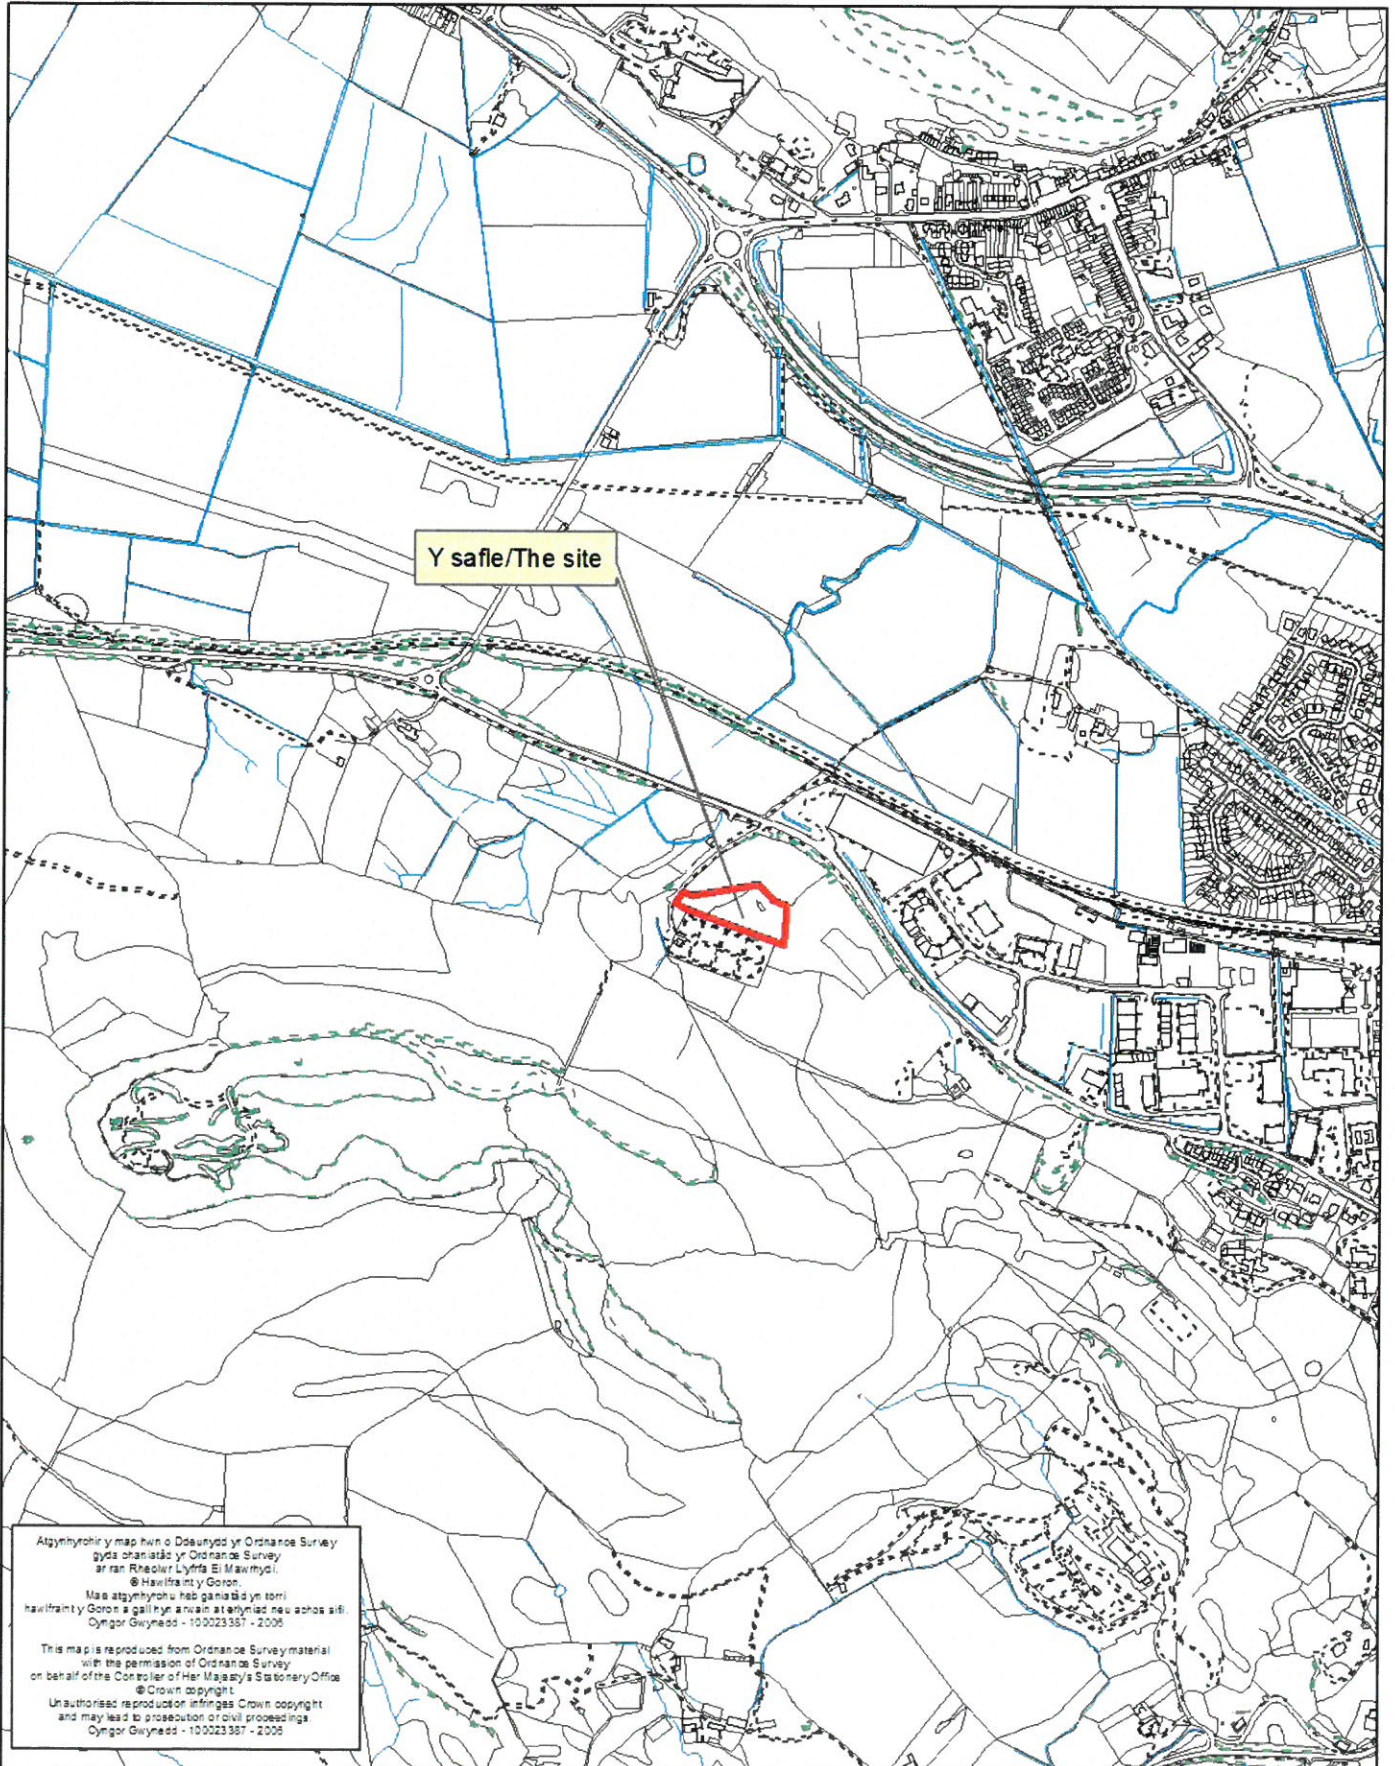 Y safle/The site
Atgynhyrchir y map hwn o Ddeunydd yr Ordnance Survey
gyda chaniatâd yr Ordnance Survey
ar ran Rheolwr Llyfrfa Ei Mawrhydi.
© Hawlfraint y Goron.
Mae atgynhyrchu heb ganiatâd yn torri
hawlfraint y Goron a gall hyn arwain at erlyniad neu achos sifil.
Cyngor Gwynedd - 100023387 - 2006
This map is reproduced from Ordnance Survey material
with the permission of Ordnance Survey
on behalf of the Controller of Her Majesty's Stationery Office
© Crown copyright.
Unauthorised reproduction infringes Crown copyright
and may lead to prosecution or civil proceedings.
Cyngor Gwynedd - 100023387 - 2006